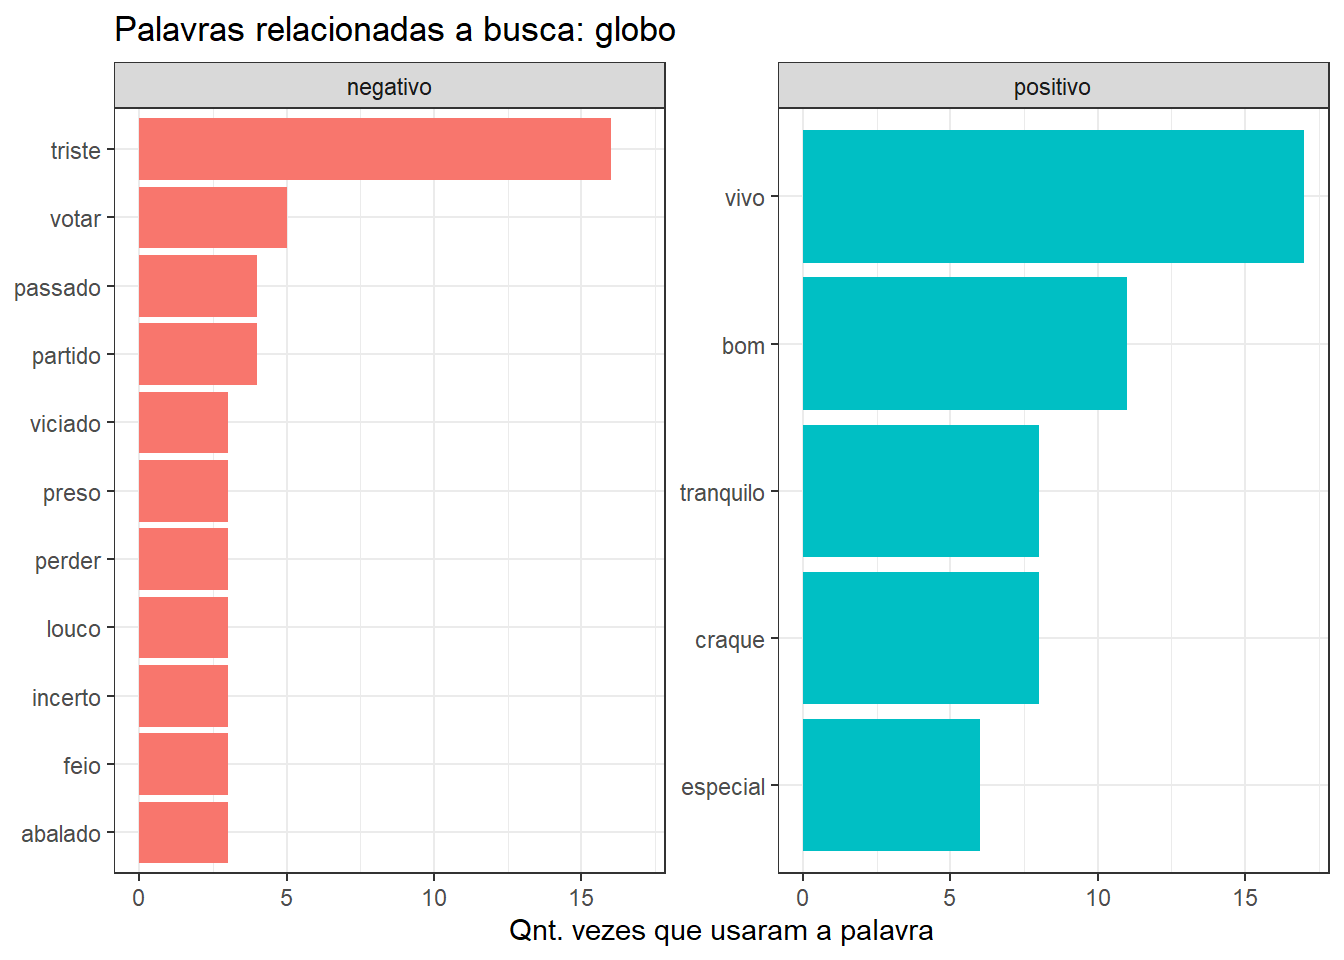 Palavras relacionadas a busca: globo
negativo
triste
votar
passado
partido
viciado
preso
perder
louco
incerto
feio
abalado
0 5 10 15
positivo
vivo
bom
tranquilo
craque
especial
0 5 10 15
Qnt. vezes que usaram a palavra